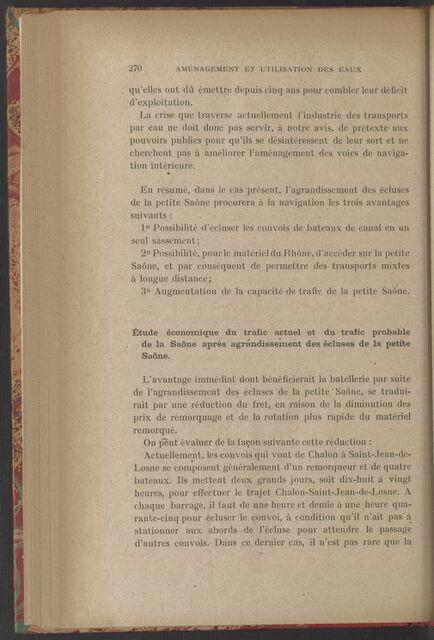 270 AMÉNAGEMENT ET UTILISATION DES EAUX
qu'elles ont dû émettre depuis cinq ans pour combler leur déficit
d'exploitation.
La crise que traverse actuellement l'industrie des transports
par eau ne doit donc pas servir, à notre avis, de prétexte aux
pouvoirs publics pour qu'ils se désintéressent de leur sort et ne
cherchent pas à améliorer l'aménagement des voies de naviga-
tion intérieure.
En résumé, dans le cas présent, l'agrandissement des écluses
de la petite Saône procurera à la navigation les trois avantages
suivants :
1º Possibilité d'écluser les convois de bateaux de canal en un
seul sassement ;
2º Possibilité, pour le matériel du Rhône, d'accéder sur la petite
Saône, et par conséquent de permettre des transports mixtes
à longue distance ;
3º Augmentation de la capacité de trafic de la petite Saône.
Étude économique du trafic actuel et du trafic probable
de la Saône après agrandissement des écluses de la petite
Saône.
L'avantage immédiat dont bénéficierait la batellerie par suite
de l'agrandissement des écluses de la petite Saône, se tradui-
rait par une réduction du fret, en raison de la diminution des
prix de remorquage et de la rotation plus rapide du matériel
remorqué.
On peut évaluer de la façon suivante cette réduction :
Actuellement, les convois qui vont de Chalon à Saint-Jean-de-
Losne se composent généralement d'un remorqueur et de quatre
bateaux. Ils mettent deux grands jours, soit dix-huit à vingt
heures, pour effectuer le trajet Chalon-Saint-Jean-de-Losne. A
chaque barrage, il faut de une heure et demie à une heure qua-
rante-cinq pour écluser le convoi, à condition qu'il n'ait pas à
stationner aux abords de l'écluse pour attendre le passage
d'autres convois. Dans ce dernier cas, il n'est pas rare que la